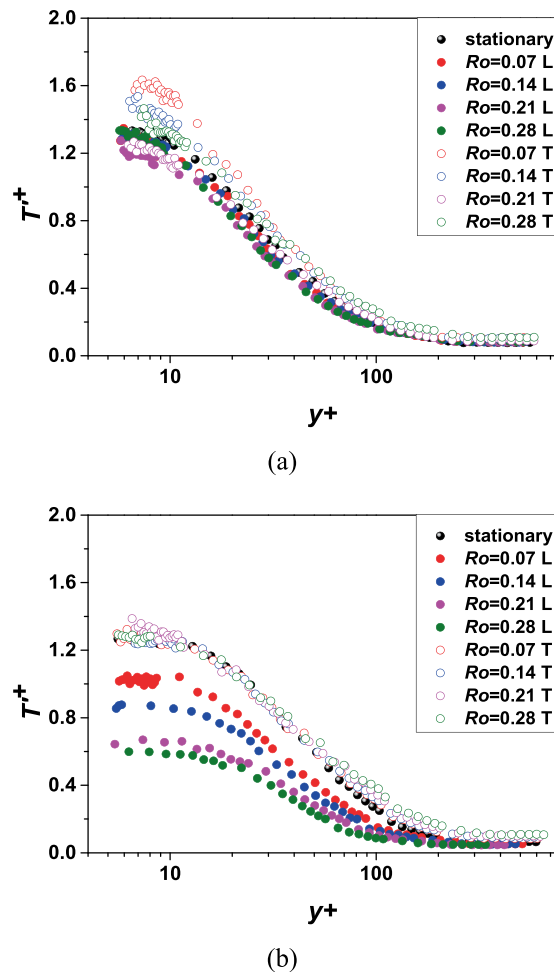 2.0
1.6
1.2
0.8
0.4
0.0
T'+
10
100
y+
stationary
Ro=0.07 L
Ro=0.14 L
Ro=0.21 L
Ro=0.28 L
Ro=0.07 T
Ro=0.14 T
Ro=0.21 T
Ro=0.28 T
(a)
2.0
1.6
1.2
0.8
0.4
0.0
T'+
10
100
y+
stationary
Ro=0.07 L
Ro=0.14 L
Ro=0.21 L
Ro=0.28 L
Ro=0.07 T
Ro=0.14 T
Ro=0.21 T
Ro=0.28 T
(b)